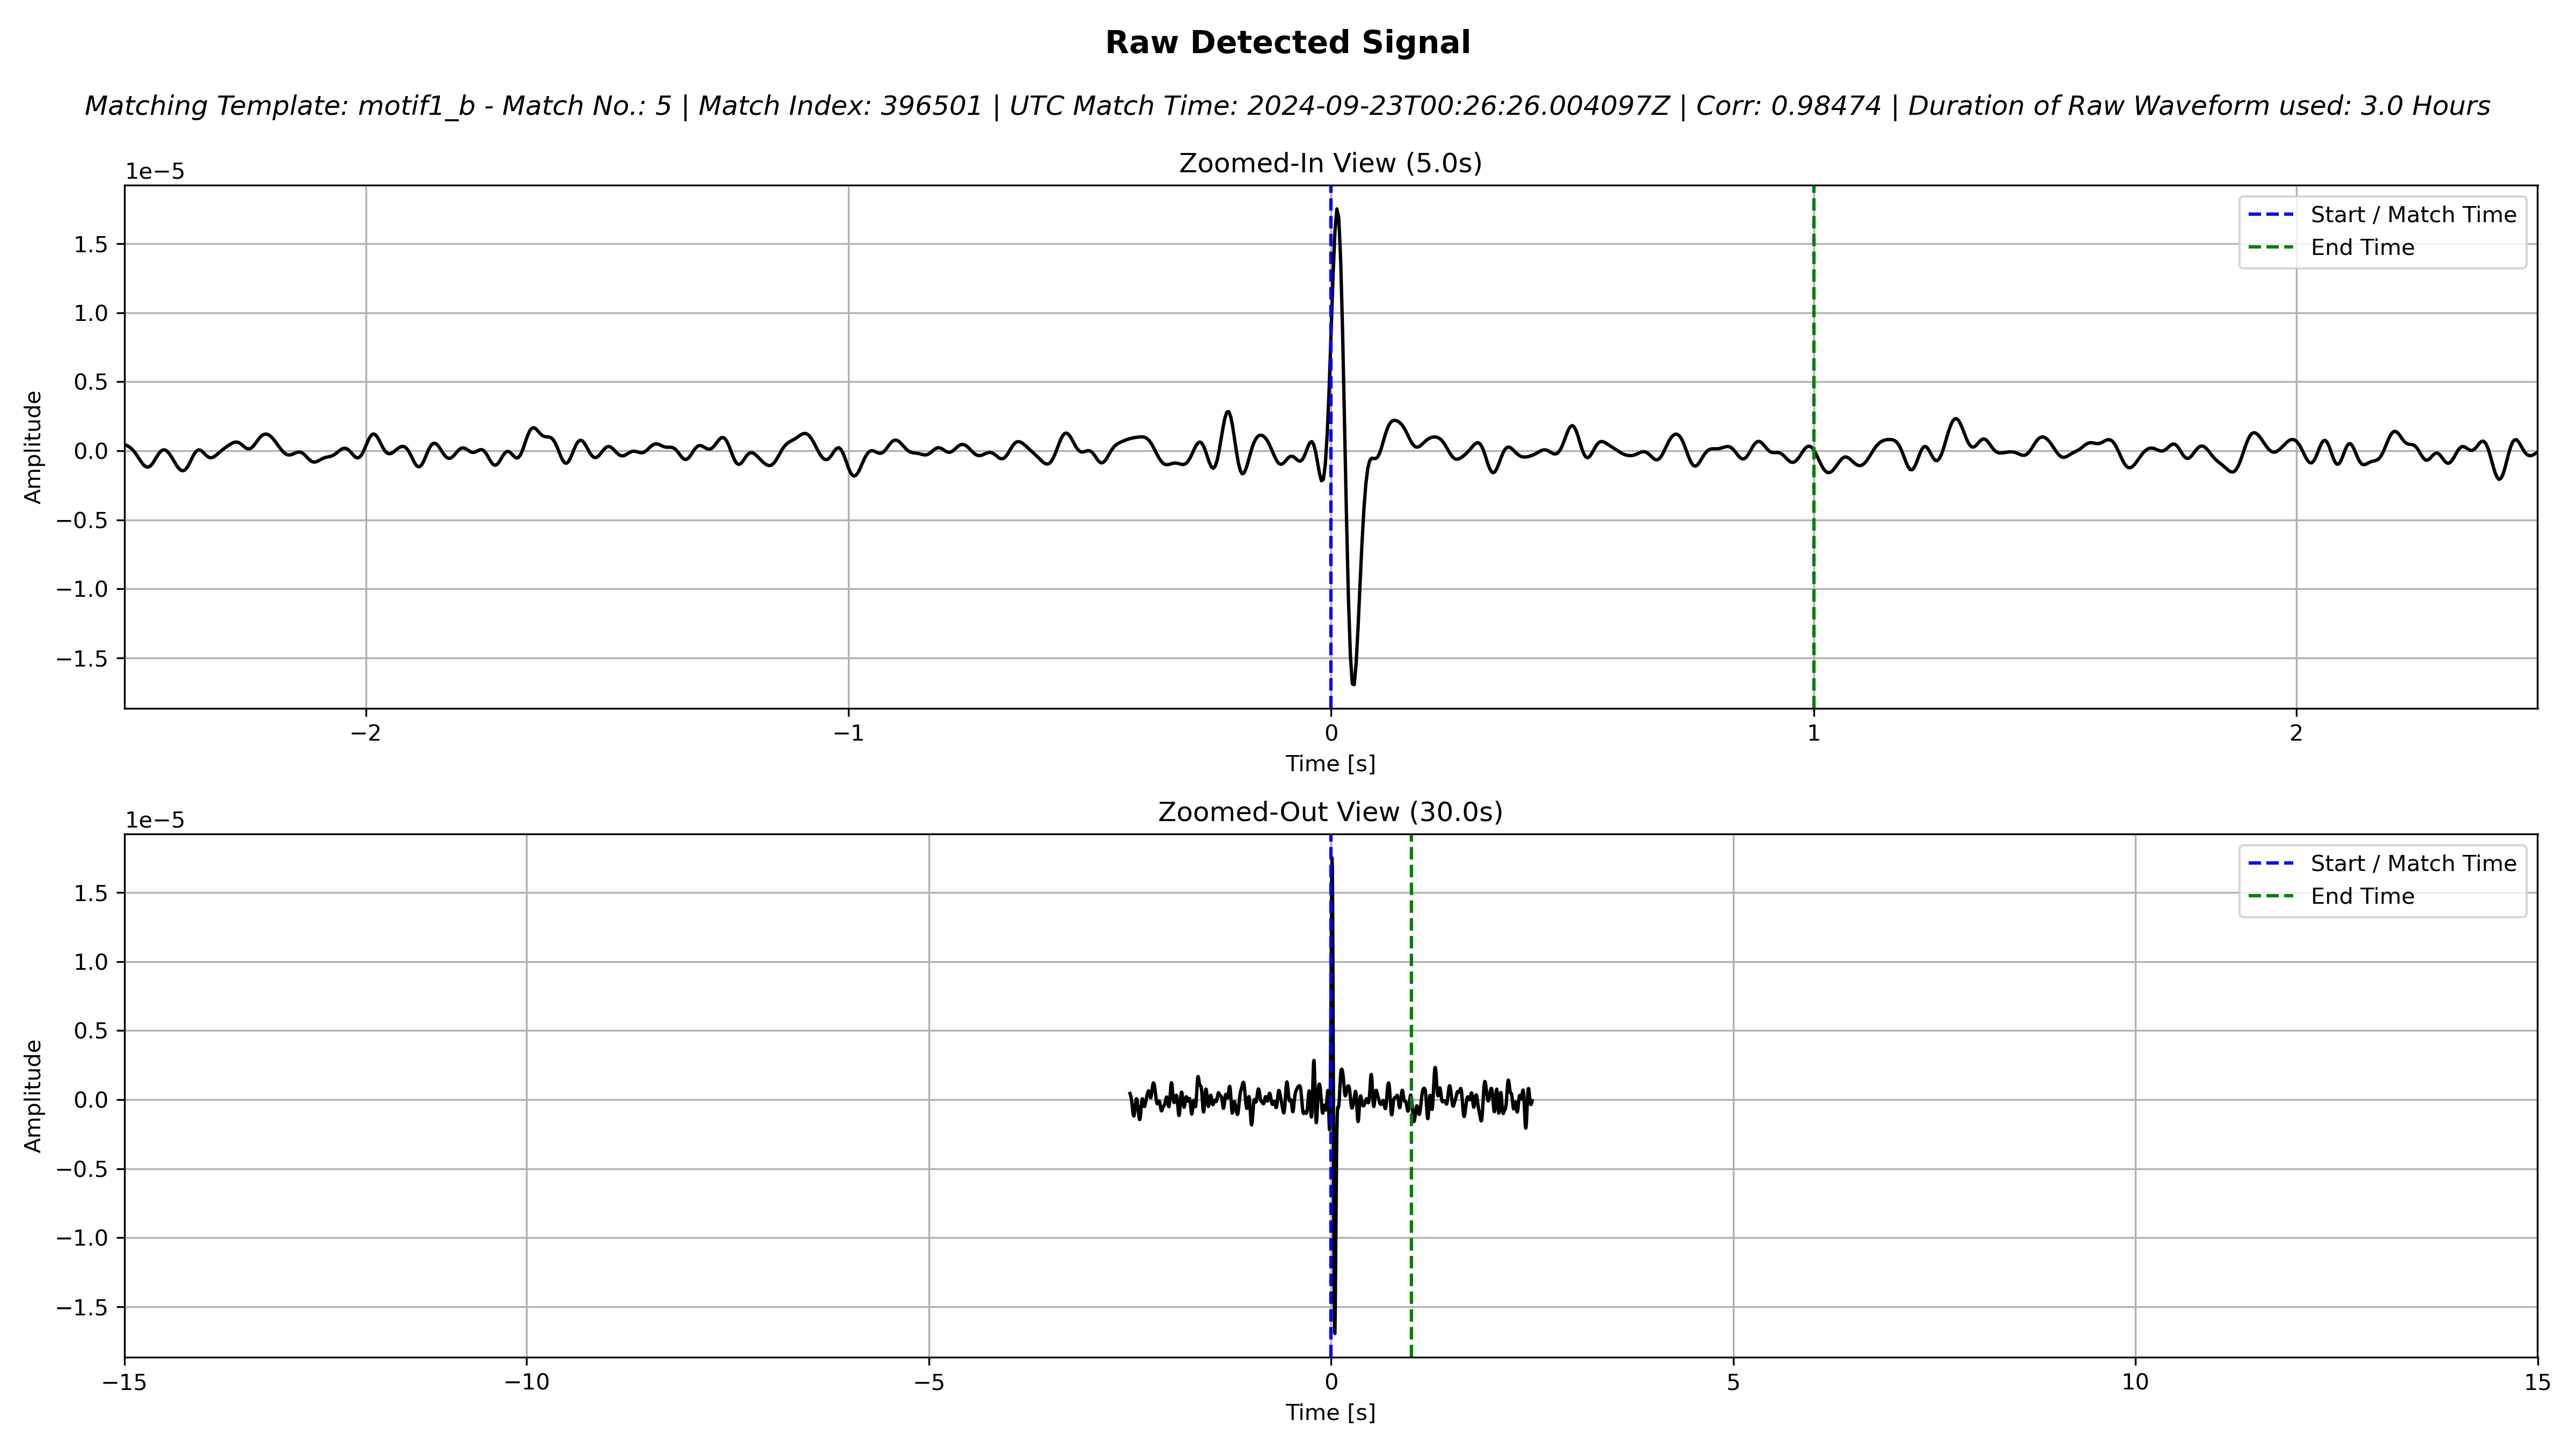 Raw Detected Signal
Matching Template: motif1_b - Match No.: 5 | Match Index: 396501 | UTC Match Time: 2024-09-23T00:26:26.004097Z | Corr: 0.98474 | Duration of Raw Waveform used: 3.0 Hours
Zoomed-In View (5.0s)
1e−5
Start / Match Time
End Time
1.5
1.0
0.5
0.0
−0.5
−1.0
−1.5
Amplitude
−2 −1 0 1 2
Time [s]
Zoomed-Out View (30.0s)
1e−5
Start / Match Time
End Time
1.5
1.0
0.5
0.0
−0.5
−1.0
−1.5
Amplitude
−15 −10 −5 0 5 10 15
Time [s]